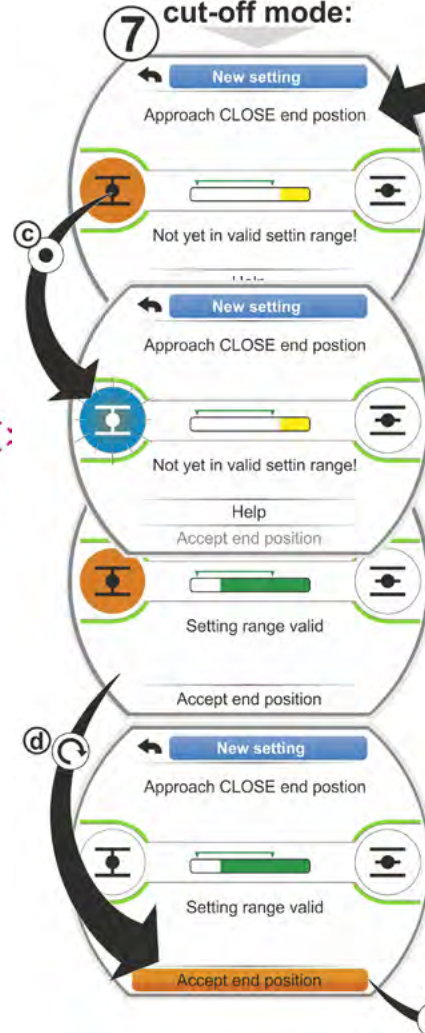 cut-off mode:
7
New setting
Approach CLOSE end postion
Not yet in valid settin range!
c
New setting
Approach CLOSE end postion
Not yet in valid settin range!
Help
Accept end position
Setting range valid
Accept end position
d
New setting
Approach CLOSE end postion
Setting range valid
Accept end position